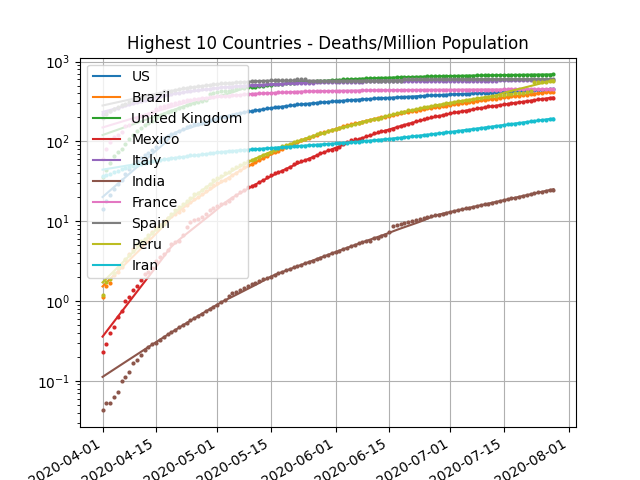 Highest 10 Countries - Deaths/Million Population
10³
10²
10¹
10⁰
10⁻¹
US
Brazil
United Kingdom
Mexico
Italy
India
France
Spain
Peru
Iran
2020-04-01
2020-04-15
2020-05-01
2020-05-15
2020-06-01
2020-06-15
2020-07-01
2020-07-15
2020-08-01